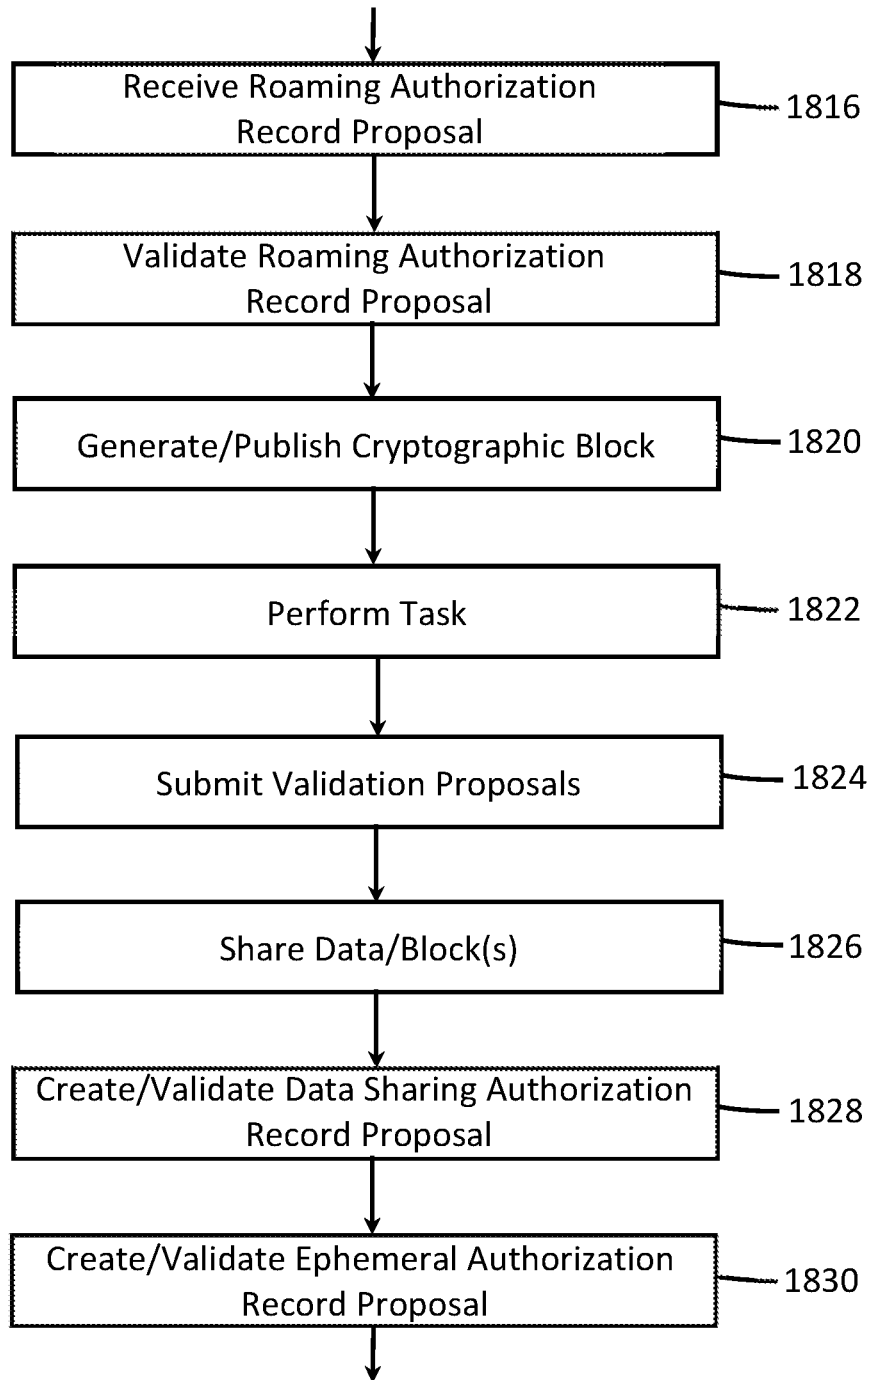 Receive Roaming Authorization
Record Proposal
1816
Validate Roaming Authorization
Record Proposal
1818
Generate/Publish Cryptographic Block
1820
Perform Task
1822
Submit Validation Proposals
1824
Share Data/Block(s)
1826
Create/Validate Data Sharing Authorization
Record Proposal
1828
Create/Validate Ephemeral Authorization
Record Proposal
1830